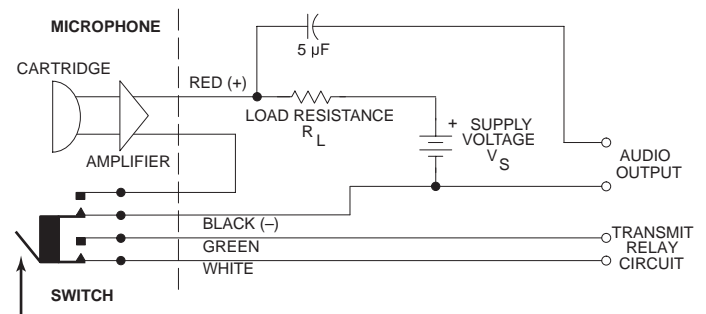 MICROPHONE
CARTRIDGE
AMPLIFIER
RED (+)
5 µF
LOAD RESISTANCE
R L
+ SUPPLY
VOLTAGE
V S
AUDIO
OUTPUT
BLACK (–)
GREEN
WHITE
TRANSMIT
RELAY
CIRCUIT
SWITCH